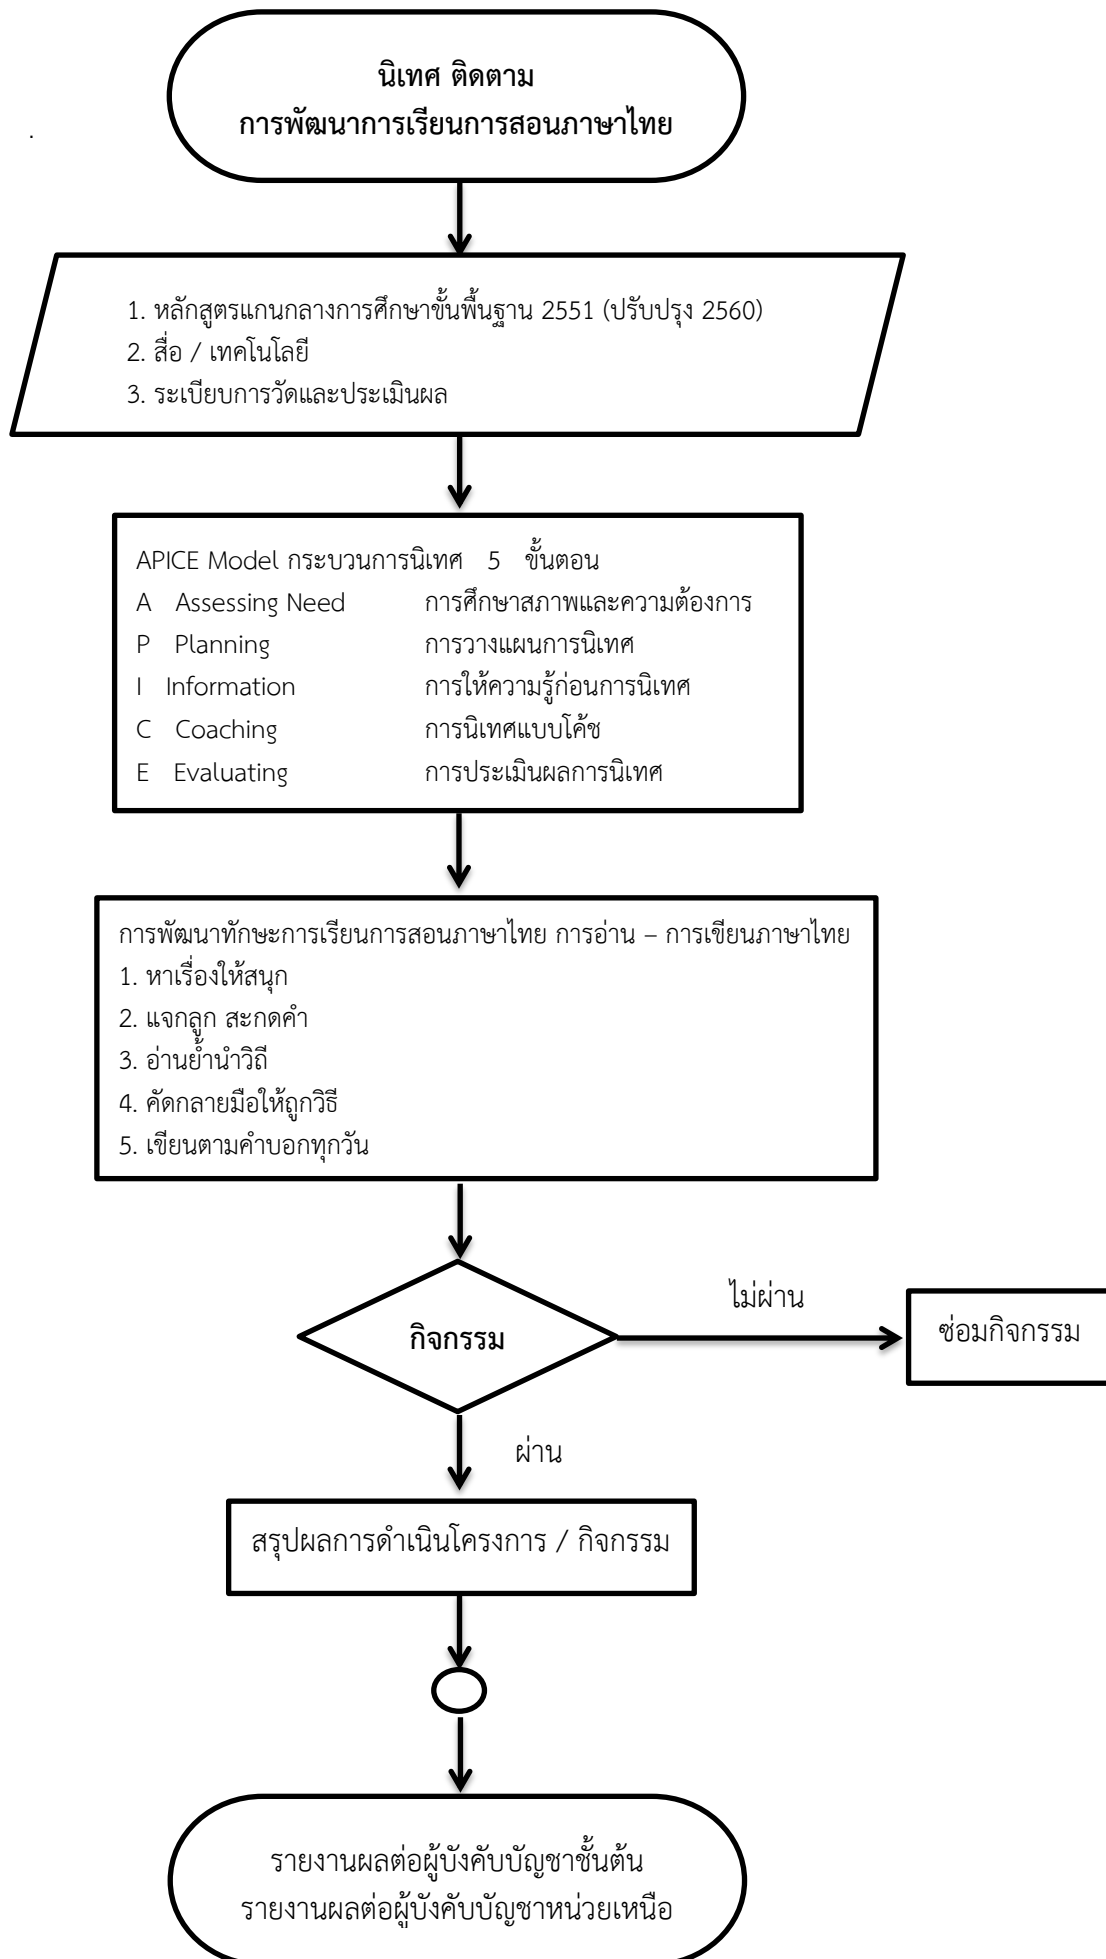 นิเทศ ติดตาม
การพัฒนาการเรียนการสอนภาษาไทย
1. หลักสูตรแกนกลางการศึกษาขั้นพื้นฐาน 2551 (ปรับปรุง 2560)
2. สื่อ / เทคโนโลยี
3. ระเบียบการวัดและประเมินผล
APICE Model กระบวนการนิเทศ 5 ขั้นตอน
A Assessing Need การศึกษาสภาพและความต้องการ
P Planning การวางแผนการนิเทศ
I Information การให้ความรู้ก่อนการนิเทศ
C Coaching การนิเทศแบบโค้ช
E Evaluating การประเมินผลการนิเทศ
การพัฒนาทักษะการเรียนการสอนภาษาไทย การอ่าน – การเขียนภาษาไทย
1. หาเรื่องให้สนุก
2. แจกลูก สะกดคำ
3. อ่านย้ำนำวิถี
4. คัดกลายมือให้ถูกวิธี
5. เขียนตามคำบอกทุกวัน
ไม่ผ่าน
กิจกรรม
ซ่อมกิจกรรม
ผ่าน
สรุปผลการดำเนินโครงการ / กิจกรรม
รายงานผลต่อผู้บังคับบัญชาชั้นต้น
รายงานผลต่อผู้บังคับบัญชาหน่วยเหนือ